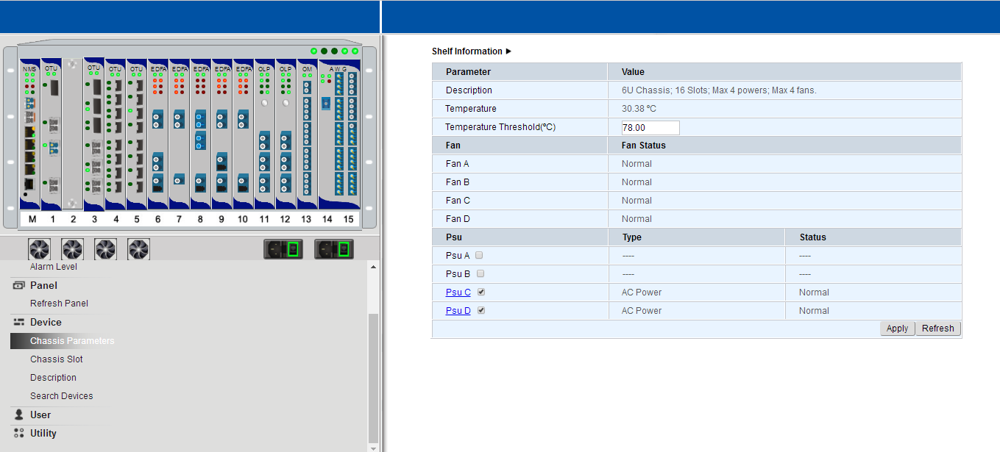 NMS OTU OTU OTU OTU EDFA EDFA EDFA EDFA EDFA OLP OLP OM AWG
M 1 2 3 4 5 6 7 8 9 10 11 12 13 14 15
Alarm Level
Panel
Refresh Panel
Device
Chassis Parameters
Chassis Slot
Description
Search Devices
User
Utility
Shelf Information ▶
Parameter Value
Description 6U Chassis; 16 Slots; Max 4 powers; Max 4 fans.
Temperature 30.38 ºC
Temperature Threshold(ºC) 78.00
Fan Fan Status
Fan A Normal
Fan B Normal
Fan C Normal
Fan D Normal
Psu Type Status
Psu A ---- ----
Psu B ---- ----
Psu C AC Power Normal
Psu D AC Power Normal
Apply Refresh